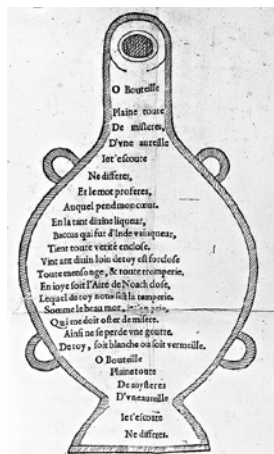 O Bouteille
Plaine toute
De misteres,
D'vne aureille
Ie t'escoute
Ne differes,
Et le mot proferes,
Auquel pend mon cœur.
En la tant diuine liqueur,
Baccus qui fut d'Inde vainqueur,
Tient toute verité enclose.
Vint ant diuin loin de toy est forclose
Toute mensonge, & toute tromperie.
En ioye soit l'Aire de Noach close,
Lequel de toy nous fist la temperie.
Somme le beau mot,
Qui me doit oster de misere.
Ainsi ne se perde vne goutte.
De toy, soit blanche ou soit vermeille.
O Bouteille
Plaine toute
De mysteres
D'vne aureille
Ie t'escoute
Ne differes.